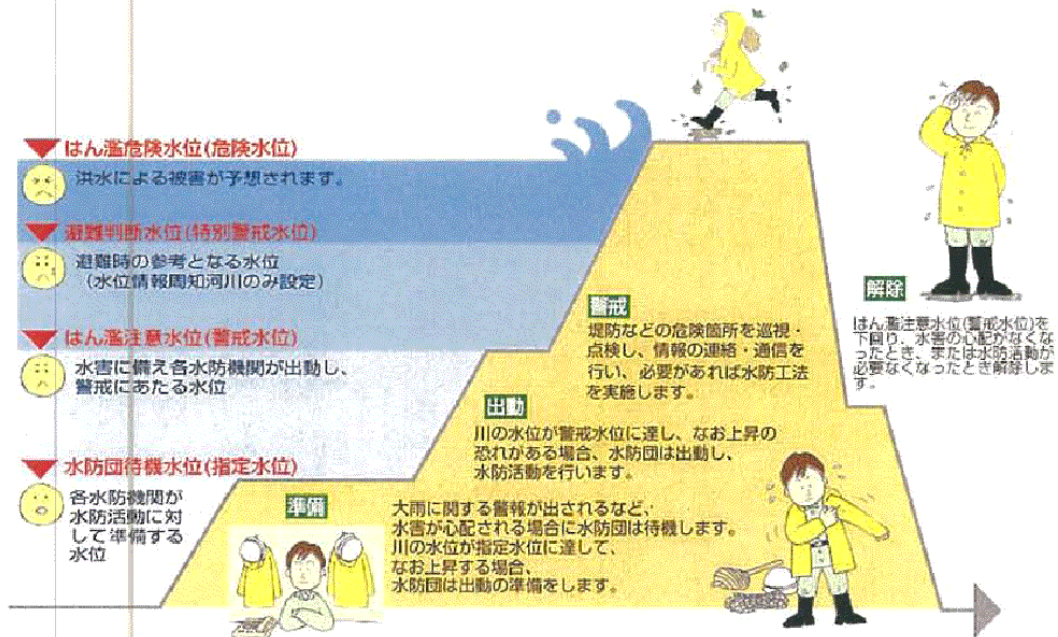 はん濫危険水位(危険水位)
洪水による被害が予想されます。
避難判断水位(特別警戒水位)
避難時の参考となる水位
(水位情報周知河川のみ設定)
はん濫注意水位(警戒水位)
水害に備え各水防機関が出動し、
警戒にあたる水位
水防団待機水位(指定水位)
各水防機関が
水防活動に対
して準備する
水位
準備
大雨に関する警報が出されるなど、
水害が心配される場合に水防団は待機します。
川の水位が指定水位に達して、
なお上昇する場合、
水防団は出動の準備をします。
出動
川の水位が警戒水位に達し、なお上昇の
恐れがある場合、水防団は出動し、
水防活動を行います。
警戒
堤防などの危険箇所を巡視・
点検し、情報の連絡・通信を
行い、必要があれば水防工法
を実施します。
解除
はん濫注意水位(警戒水位)を
下回り、水害の心配がなくな
ったとき、または水防活動が
必要なくなったとき解除しま
す。